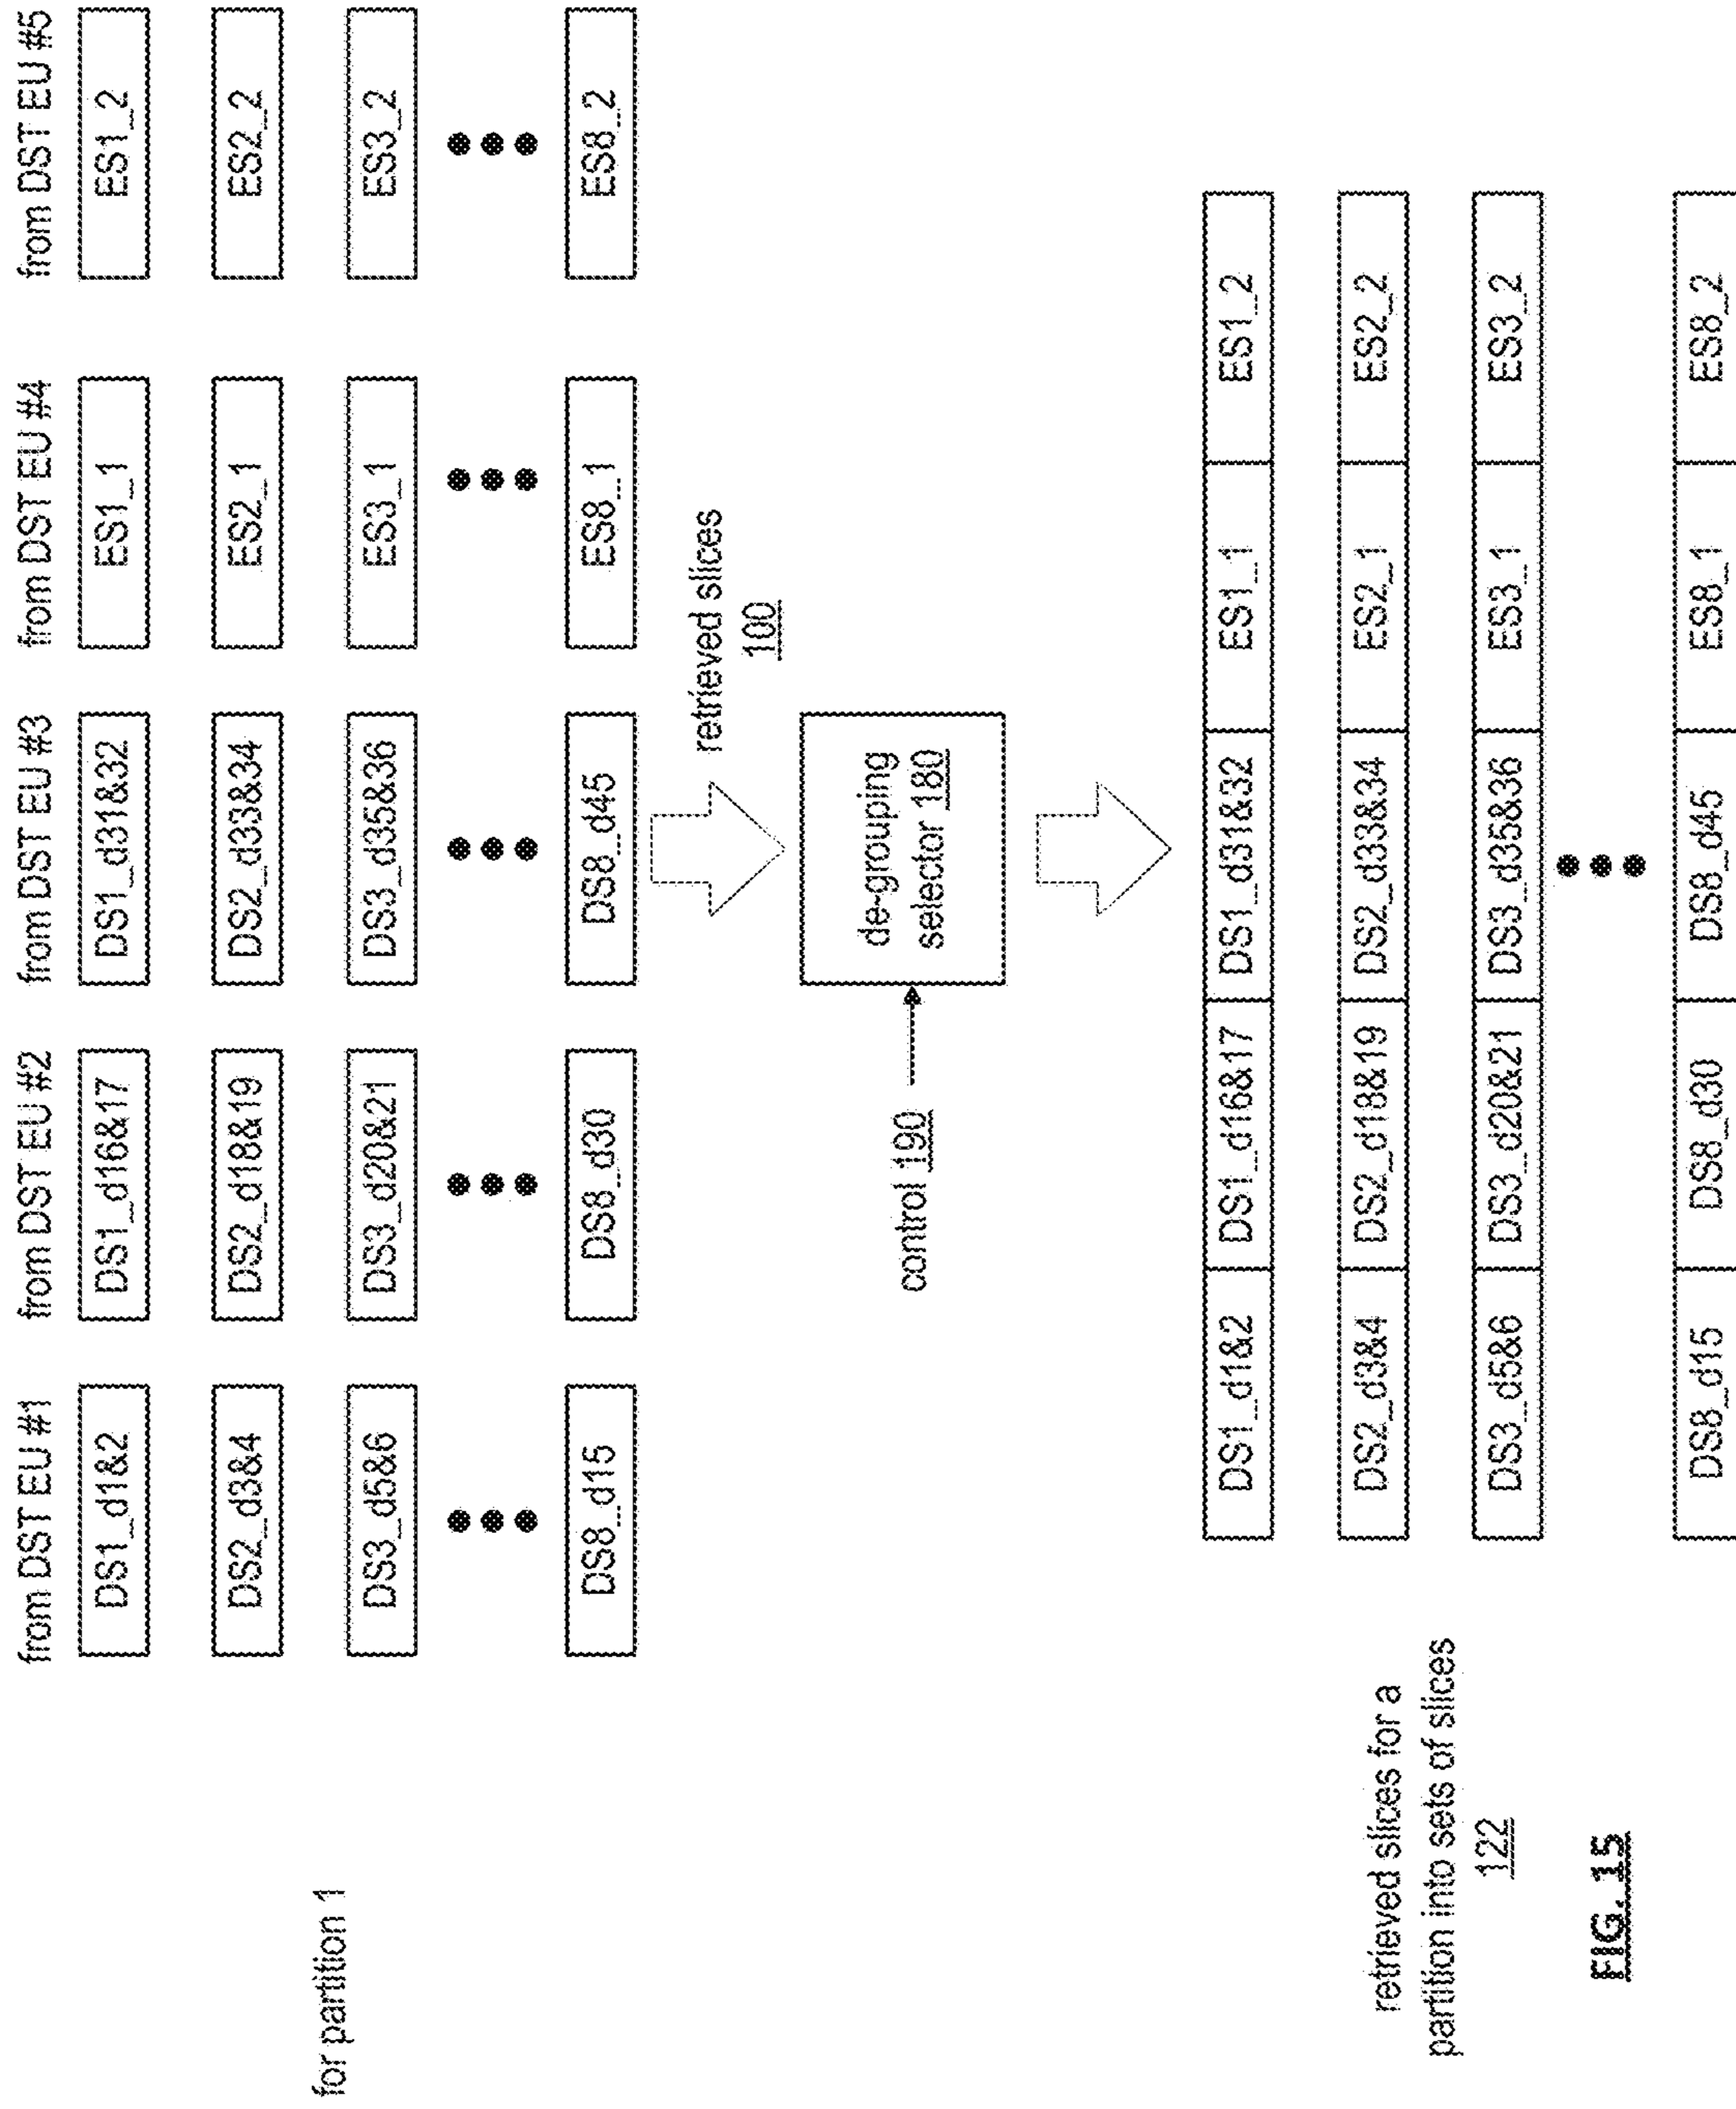 for partition 1
from DST EU #1
from DST EU #2
from DST EU #3
from DST EU #4
from DST EU #5
DS1_d1&2
DS1_d16&17
DS1_d31&32
ES1_1
ES1_2
DS2_d3&4
DS2_d18&19
DS2_d33&34
ES2_1
ES2_2
DS3_d5&6
DS3_d20&21
DS3_d35&36
ES3_1
ES3_2
DS8_d15
DS8_d30
DS8_d45
ES8_1
ES8_2
retrieved slices
100
control 190
de-grouping
selector 180
DS1_d1&2
DS1_d16&17
DS1_d31&32
ES1_1
ES1_2
DS2_d3&4
DS2_d18&19
DS2_d33&34
ES2_1
ES2_2
DS3_d5&6
DS3_d20&21
DS3_d35&36
ES3_1
ES3_2
DS8_d15
DS8_d30
DS8_d45
ES8_1
ES8_2
retrieved slices for a
partition into sets of slices
122
FIG. 15